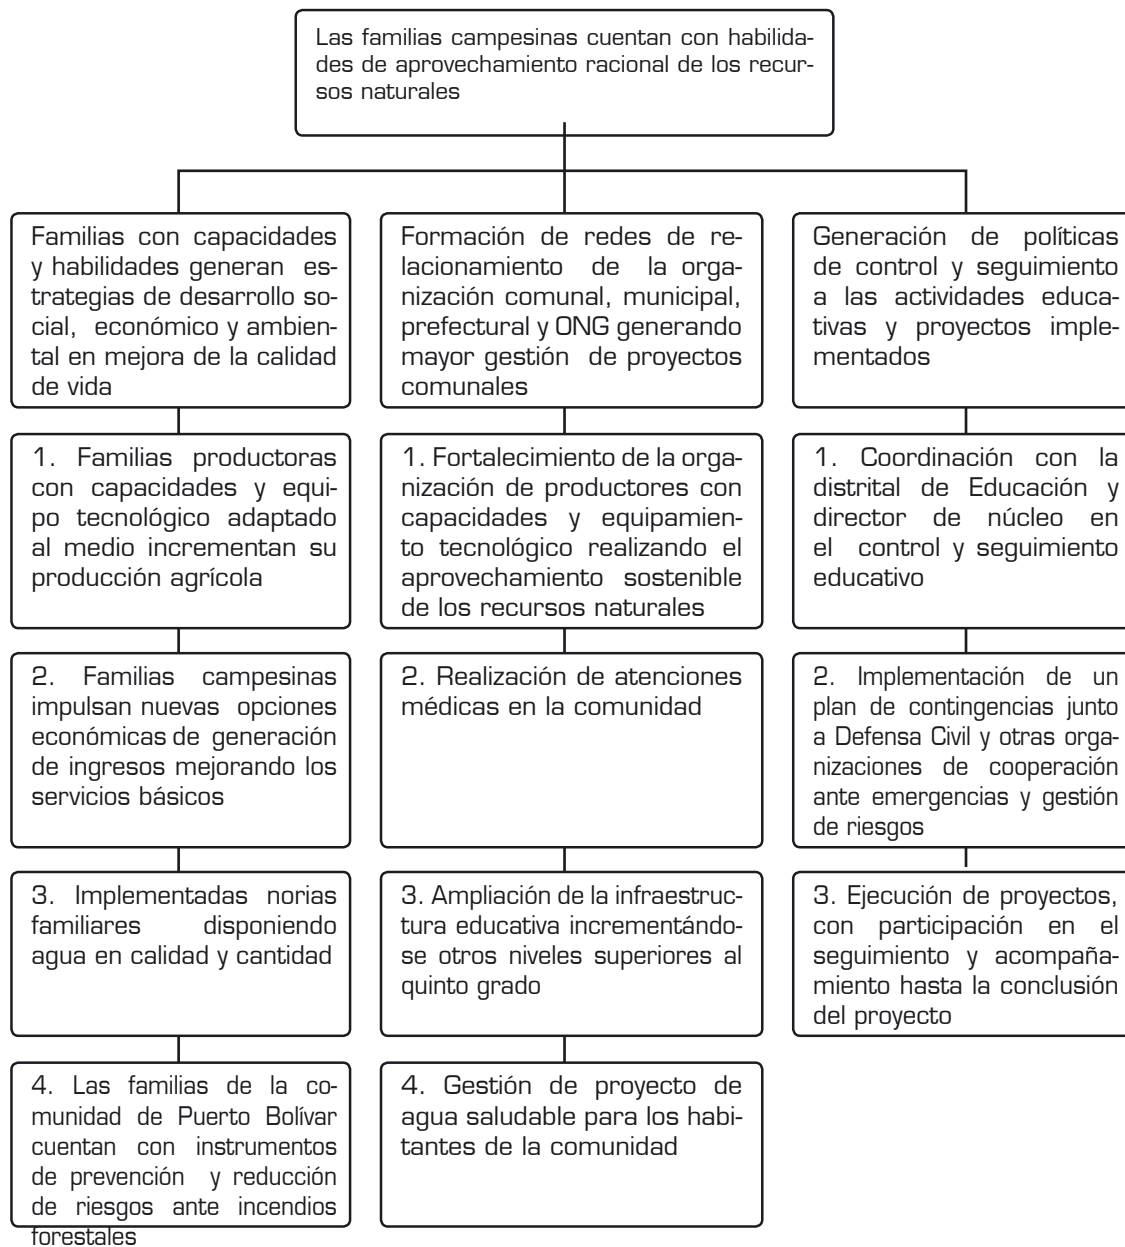 Las familias campesinas cuentan con habilida-
des de aprovechamiento racional de los recur-
sos naturales
Familias con capacidades
y habilidades generan es-
trategias de desarrollo so-
cial, económico y ambien-
tal en mejora de la calidad
de vida
1. Familias productoras
con capacidades y equi-
po tecnológico adaptado
al medio incrementan su
producción agrícola
2. Familias campesinas
impulsan nuevas opciones
económicas de generación
de ingresos mejorando los
servicios básicos
3. Implementadas norias
familiares disponiendo
agua en calidad y cantidad
4. Las familias de la co-
munidad de Puerto Bolívar
cuentan con instrumentos
de prevención y reducción
de riesgos ante incendios
forestales
Formación de redes de re-
lacionamiento de la orga-
nización comunal, municipal,
prefectural y ONG generando
mayor gestión de proyectos
comunales
1. Fortalecimiento de la orga-
nización de productores con
capacidades y equipamien-
to tecnológico realizando el
aprovechamiento sostenible
de los recursos naturales
2. Realización de atenciones
médicas en la comunidad
3. Ampliación de la infraestruc-
tura educativa incrementándo-
se otros niveles superiores al
quinto grado
4. Gestión de proyecto de
agua saludable para los habi-
tantes de la comunidad
Generación de políticas
de control y seguimiento
a las actividades educa-
tivas y proyectos imple-
mentados
1. Coordinación con la
distrital de Educación y
director de núcleo en
el control y seguimiento
educativo
2. Implementación de un
plan de contingencias junto
a Defensa Civil y otras orga-
nizaciones de cooperación
ante emergencias y gestión
de riesgos
3. Ejecución de proyectos,
con participación en el
seguimiento y acompaña-
miento hasta la conclusión
del proyecto